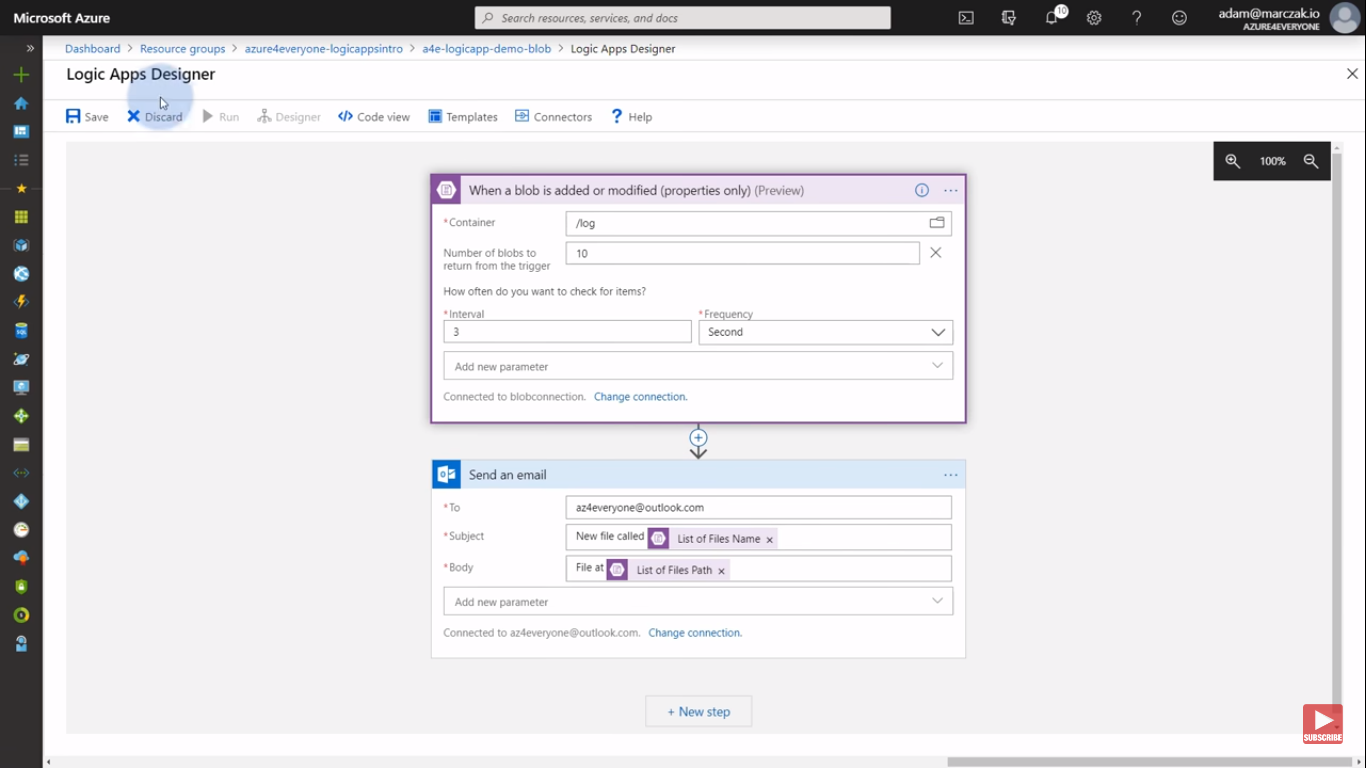 Microsoft Azure
Search resources, services, and docs
10
adam@marczak.io
AZURE4EVERYONE
Dashboard > Resource groups > azure4everyone-logicappsintro > a4e-logicapp-demo-blob > Logic Apps Designer
Logic Apps Designer
Save Discard Run Designer Code view Templates Connectors Help
100%
When a blob is added or modified (properties only) (Preview)
*Container /log
Number of blobs to
return from the trigger
10
How often do you want to check for items?
*Interval *Frequency
3 Second
Add new parameter
Connected to blobconnection. Change connection.
Send an email
*To az4everyone@outlook.com
*Subject New file called List of Files Name ×
*Body File at List of Files Path ×
Add new parameter
Connected to az4everyone@outlook.com. Change connection.
+ New step
SUBSCRIBE